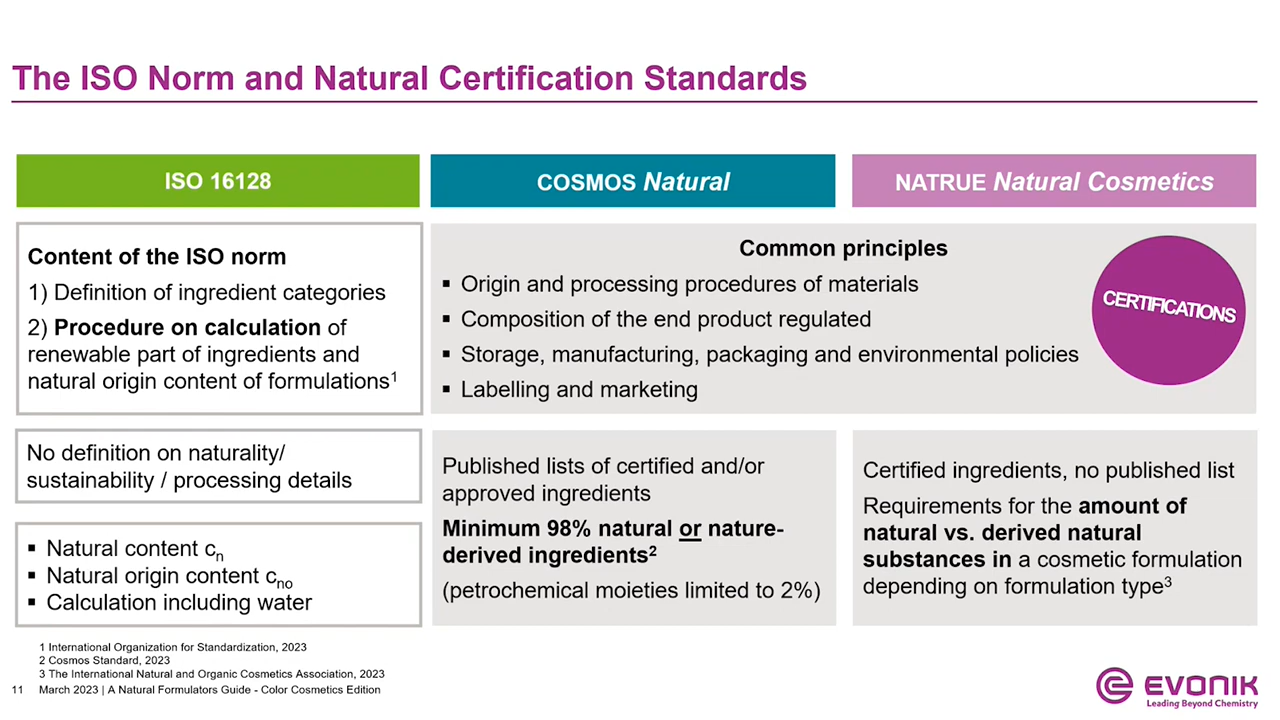 The ISO Norm and Natural Certification Standards
ISO 16128
COSMOS Natural
NATRUE Natural Cosmetics
Content of the ISO norm
1) Definition of ingredient categories
2) Procedure on calculation of
renewable part of ingredients and
natural origin content of formulations1
Common principles
▪ Origin and processing procedures of materials
▪ Composition of the end product regulated
▪ Storage, manufacturing, packaging and environmental policies
▪ Labelling and marketing
CERTIFICATIONS
No definition on naturality/
sustainability / processing details
▪ Natural content cn
▪ Natural origin content cno
▪ Calculation including water
Published lists of certified and/or
approved ingredients
Minimum 98% natural or nature-
derived ingredients2
(petrochemical moieties limited to 2%)
Certified ingredients, no published list
Requirements for the amount of
natural vs. derived natural
substances in a cosmetic formulation
depending on formulation type3
1 International Organization for Standardization, 2023
2 Cosmos Standard, 2023
3 The International Natural and Organic Cosmetics Association, 2023
11 March 2023 | A Natural Formulators Guide - Color Cosmetics Edition
EVONIK
Leading Beyond Chemistry